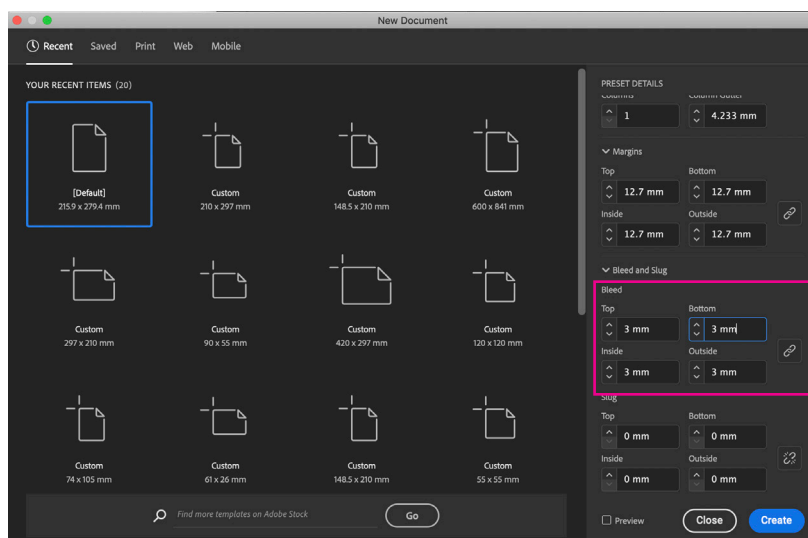 New Document
Recent Saved Print Web Mobile
YOUR RECENT ITEMS (20)
[Default]
215.9 x 279.4 mm
Custom
210 x 297 mm
Custom
148.5 x 210 mm
Custom
600 x 841 mm
Custom
297 x 210 mm
Custom
90 x 55 mm
Custom
420 x 297 mm
Custom
120 x 120 mm
Custom
74 x 105 mm
Custom
61 x 26 mm
Custom
148.5 x 210 mm
Custom
55 x 55 mm
Find more templates on Adobe Stock
Go
PRESET DETAILS
Columns Column Gutter
1 4.233 mm
Margins
Top Bottom
12.7 mm 12.7 mm
Inside Outside
12.7 mm 12.7 mm
Bleed and Slug
Bleed
Top Bottom
3 mm 3 mm
Inside Outside
3 mm 3 mm
Slug
Top Bottom
0 mm 0 mm
Inside Outside
0 mm 0 mm
Preview Close Create